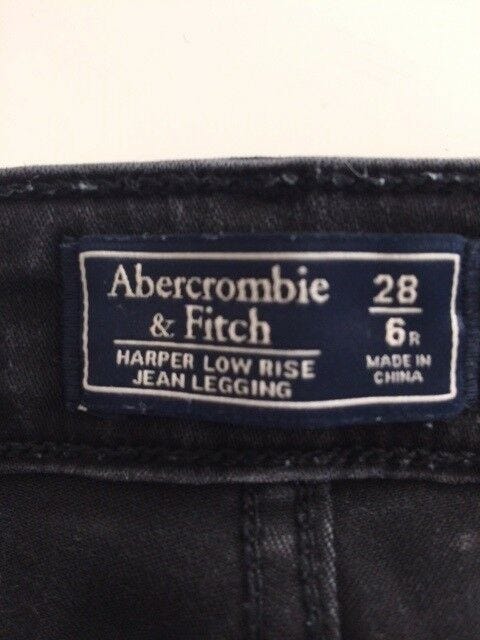 Abercrombie
& Fitch
HARPER LOW RISE
JEAN LEGGING
28
6R
MADE IN
CHINA